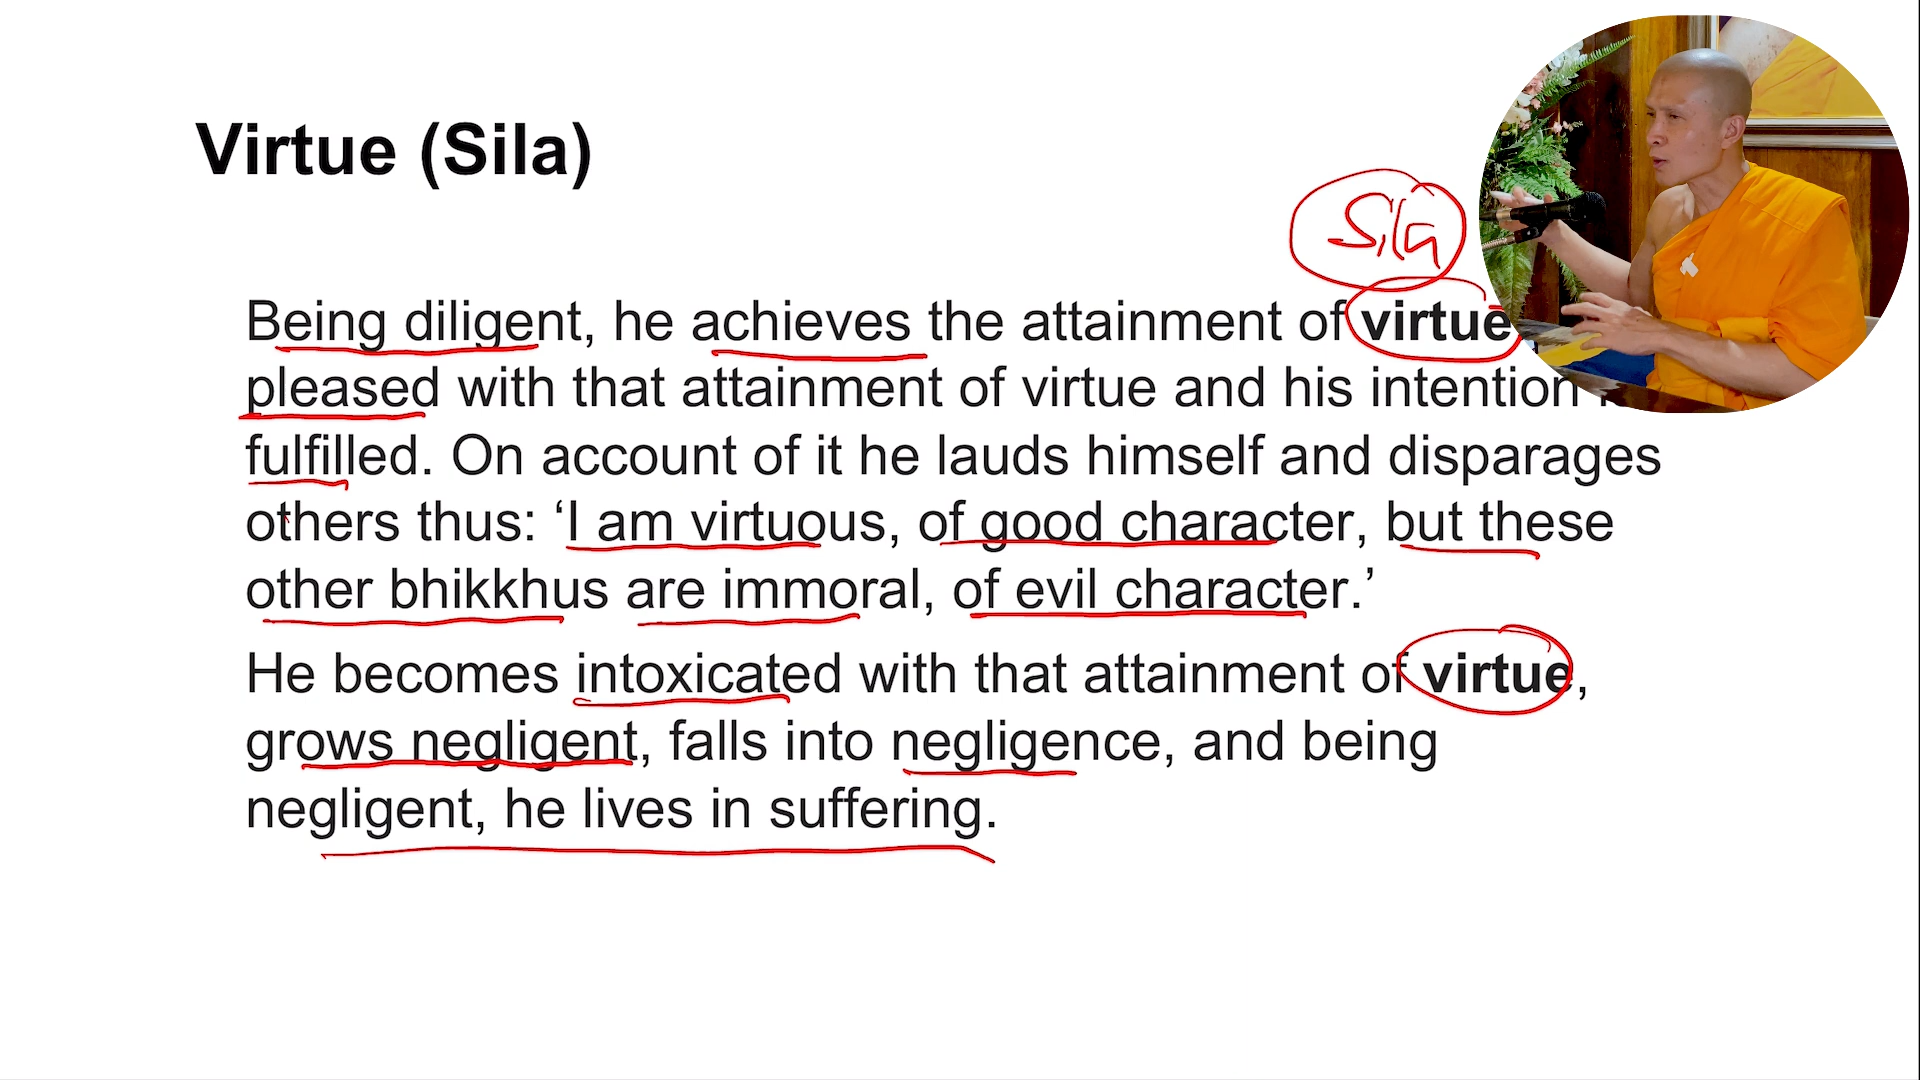 Virtue (Sila)
Sila
Being diligent, he achieves the attainment of virtue
pleased with that attainment of virtue and his intention
fulfilled. On account of it he lauds himself and disparages
others thus: ‘I am virtuous, of good character, but these
other bhikkhus are immoral, of evil character.’
He becomes intoxicated with that attainment of virtue,
grows negligent, falls into negligence, and being
negligent, he lives in suffering.